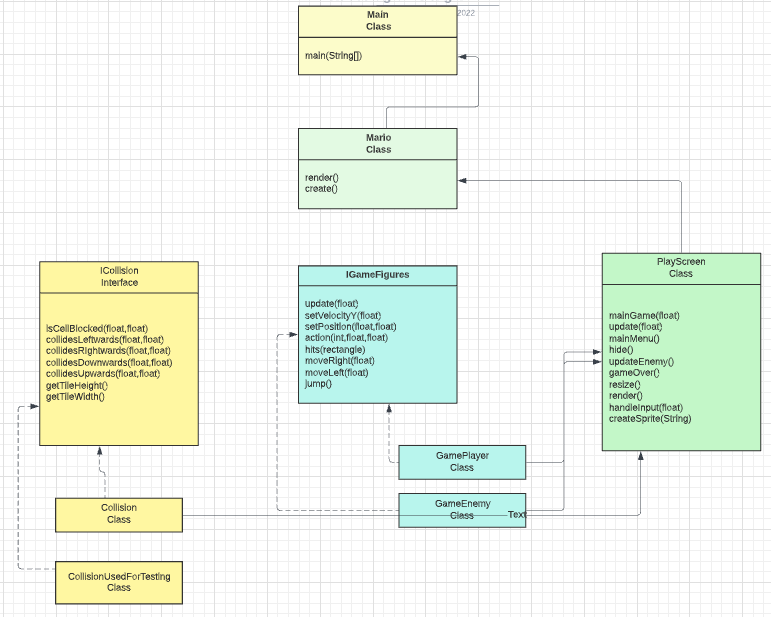 2022
Main
Class
main(String[])
Mario
Class
render()
create()
ICollision
Interface
isCellBlocked(float,float)
collidesLeftwards(float,float)
collidesRightwards(float,float)
collidesDownwards(float,float)
collidesUpwards(float,float)
getTileHeight()
getTileWidth()
IGameFigures
update(float)
setVelocityY(float)
setPosition(float,float)
action(int,float,float)
hits(rectangle)
moveRight(float)
moveLeft(float)
jump()
PlayScreen
Class
mainGame(float)
update(float)
mainMenu()
hide()
updateEnemy()
gameOver()
resize()
render()
handleInput(float)
createSprite(String)
GamePlayer
Class
GameEnemy
Class
Text
Collision
Class
CollisionUsedForTesting
Class